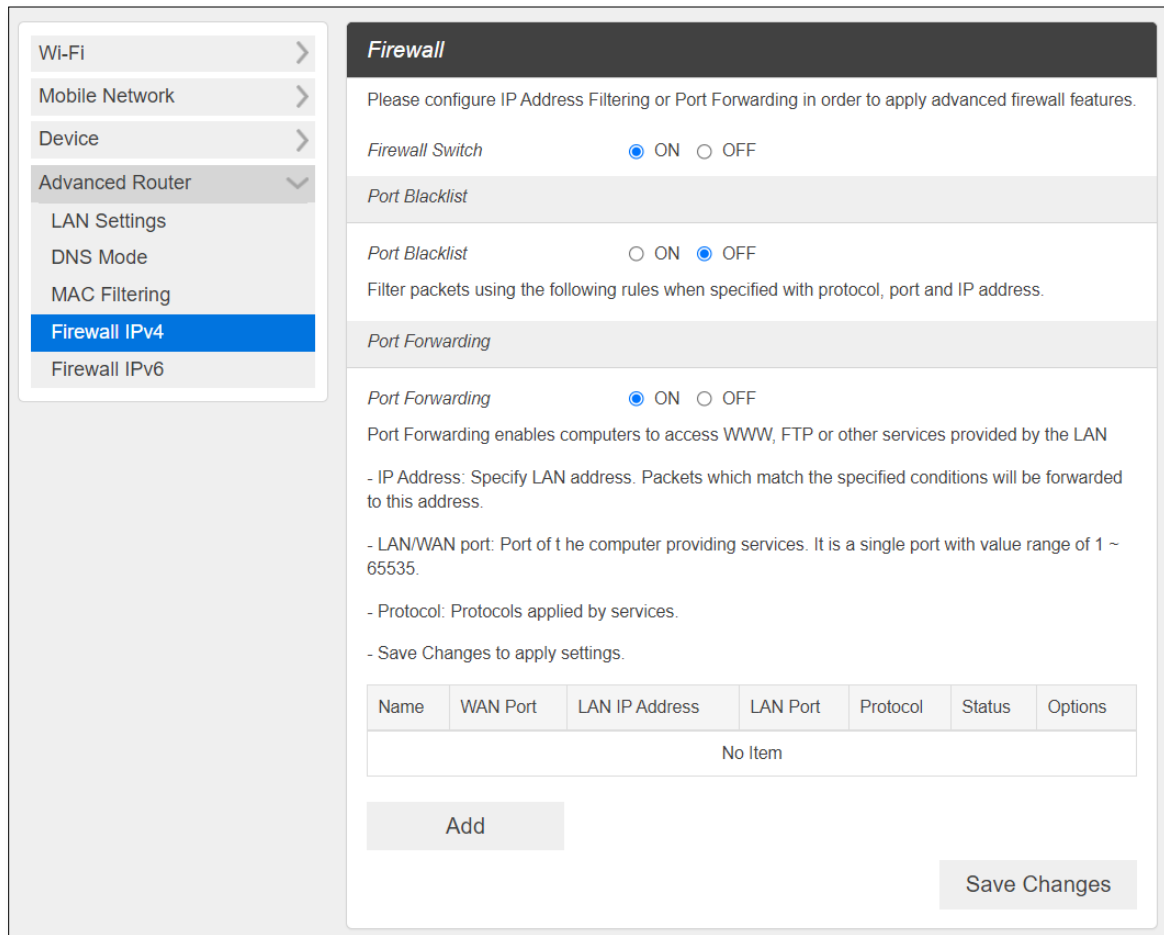 Wi-Fi
Mobile Network
Device
Advanced Router
LAN Settings
DNS Mode
MAC Filtering
Firewall IPv4
Firewall IPv6
Firewall
Please configure IP Address Filtering or Port Forwarding in order to apply advanced firewall features.
Firewall Switch ON OFF
Port Blacklist
Port Blacklist ON OFF
Filter packets using the following rules when specified with protocol, port and IP address.
Port Forwarding
Port Forwarding ON OFF
Port Forwarding enables computers to access WWW, FTP or other services provided by the LAN
- IP Address: Specify LAN address. Packets which match the specified conditions will be forwarded
to this address.
- LAN/WAN port: Port of t he computer providing services. It is a single port with value range of 1 ~
65535.
- Protocol: Protocols applied by services.
- Save Changes to apply settings.
Name WAN Port LAN IP Address LAN Port Protocol Status Options
No Item
Add
Save Changes